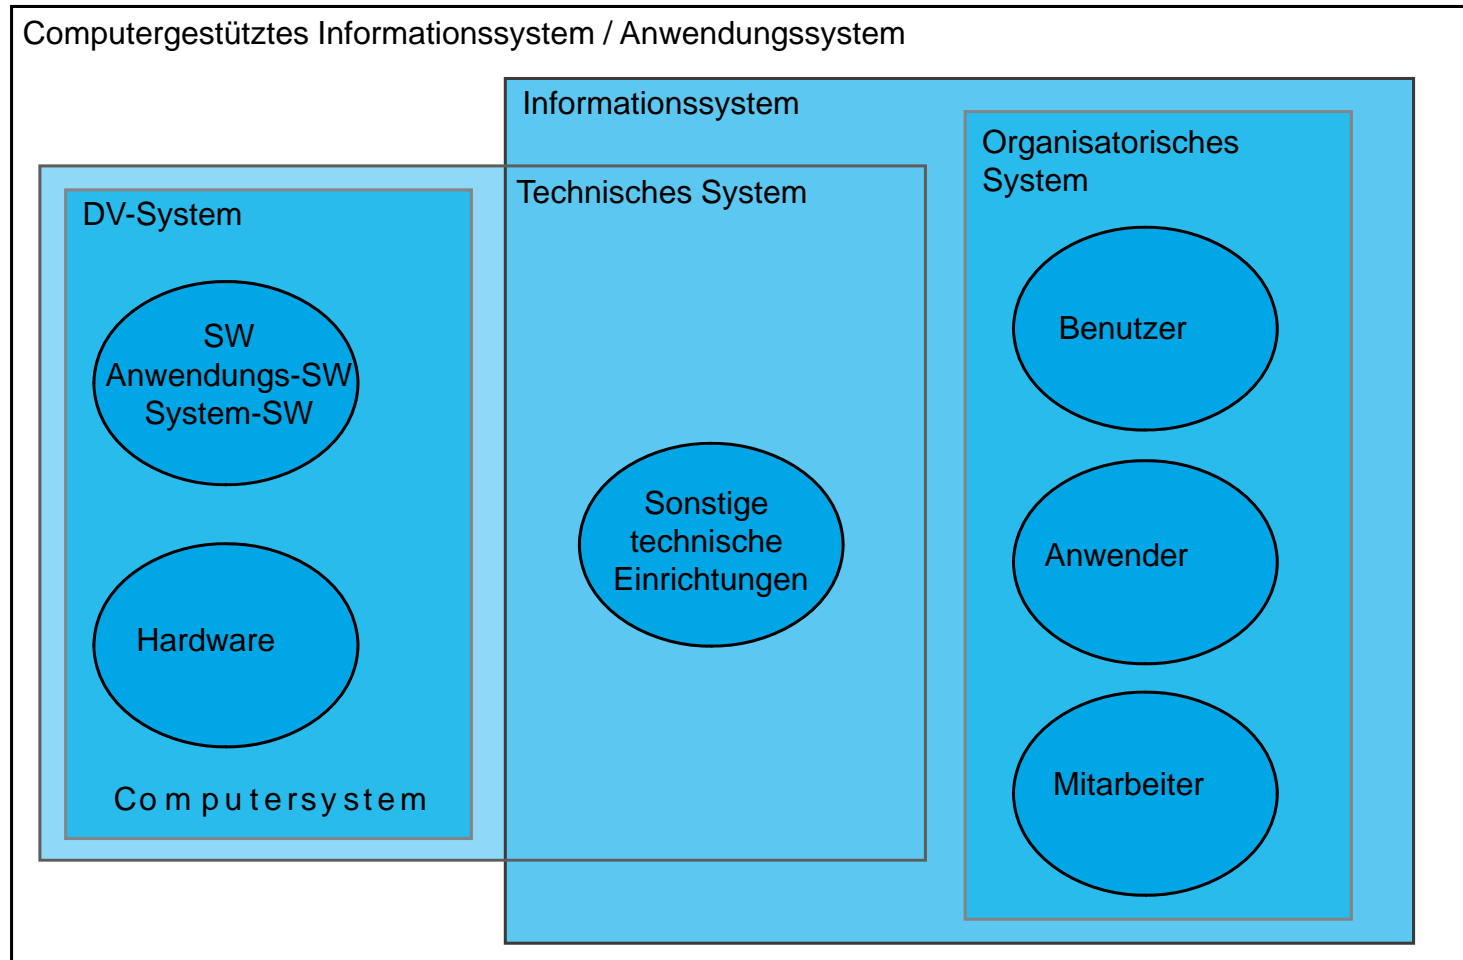 Computergestütztes Informationssystem / Anwendungssystem
Informationssystem
Organisatorisches
System
Technisches System
DV-System
SW
Anwendungs-SW
System-SW
Hardware
Computersystem
Sonstige
technische
Einrichtungen
Benutzer
Anwender
Mitarbeiter